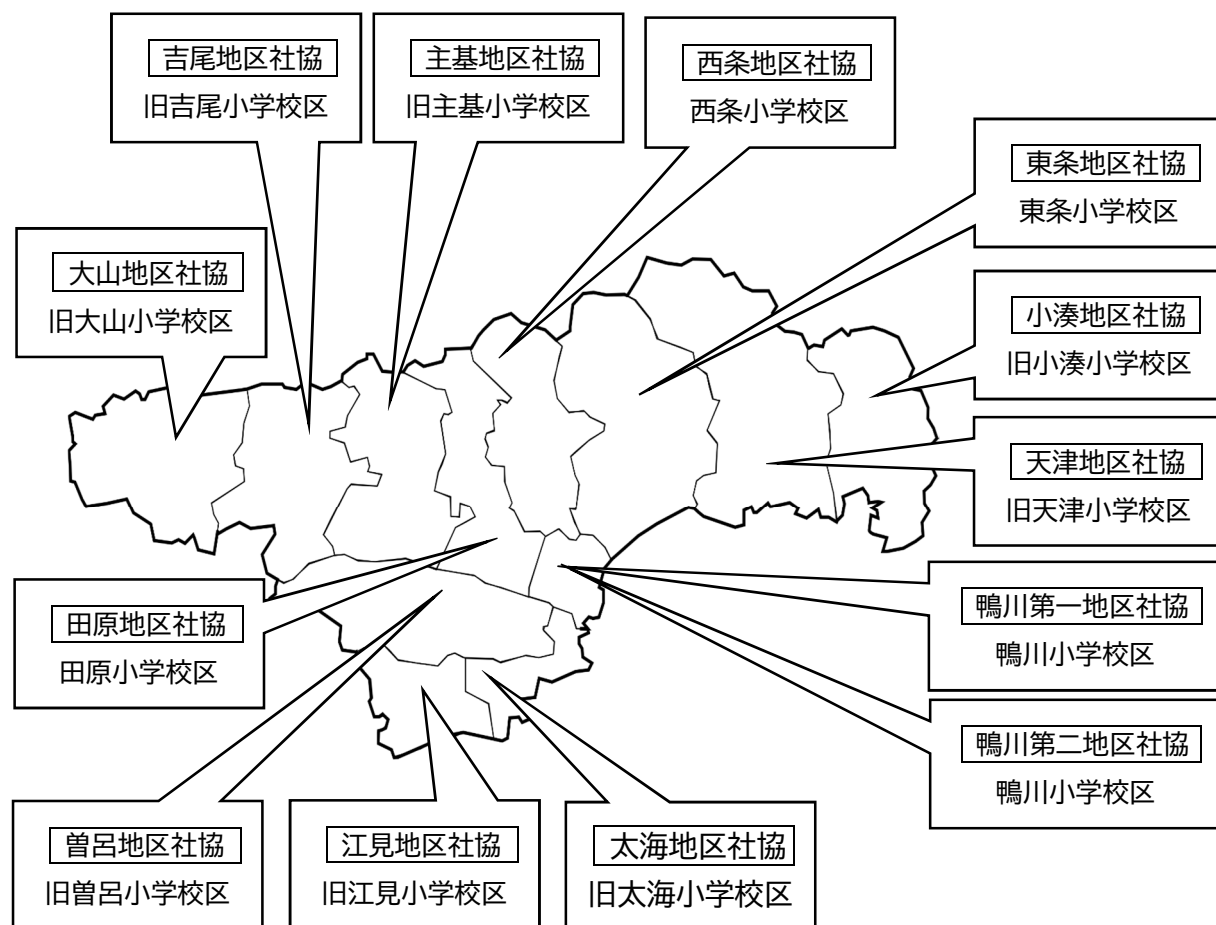 吉尾地区社協
旧吉尾小学校区
主基地区社協
旧主基小学校区
西条地区社協
西条小学校区
東条地区社協
東条小学校区
大山地区社協
旧大山小学校区
小湊地区社協
旧小湊小学校区
天津地区社協
旧天津小学校区
田原地区社協
田原小学校区
鴨川第一地区社協
鴨川小学校区
鴨川第二地区社協
鴨川小学校区
曽呂地区社協
旧曽呂小学校区
江見地区社協
旧江見小学校区
太海地区社協
旧太海小学校区